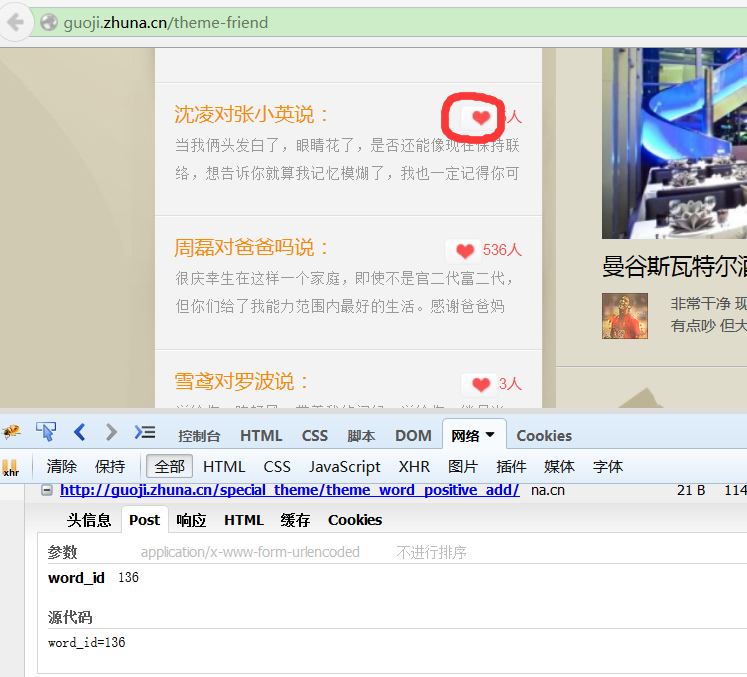 guoji.zhuna.cn/theme-friend
沈凌对张小英说：
人
当我俩头发白了，眼睛花了，是否还能像现在保持联
络，想告诉你就算我记忆模糊了，我也一定记得你可
周磊对爸爸吗说：
536人
很庆幸生在这样一个家庭，即使不是官二代富二代，
但你们给了我能力范围内最好的生活。感谢爸爸妈
雪鸢对罗波说：
3人
曼谷斯瓦特尔酒
非常干净 现
有点吵 但大
控制台 HTML CSS 脚本 DOM 网络 Cookies
xhr 清除 保持 全部 HTML CSS JavaScript XHR 图片 插件 媒体 字体
http://guoji.zhuna.cn/special_theme/theme_word_positive_add/ na.cn 21 B 114
头信息 Post 响应 HTML 缓存 Cookies
参数 application/x-www-form-urlencoded 不进行排序
word_id 136
源代码
word_id=136